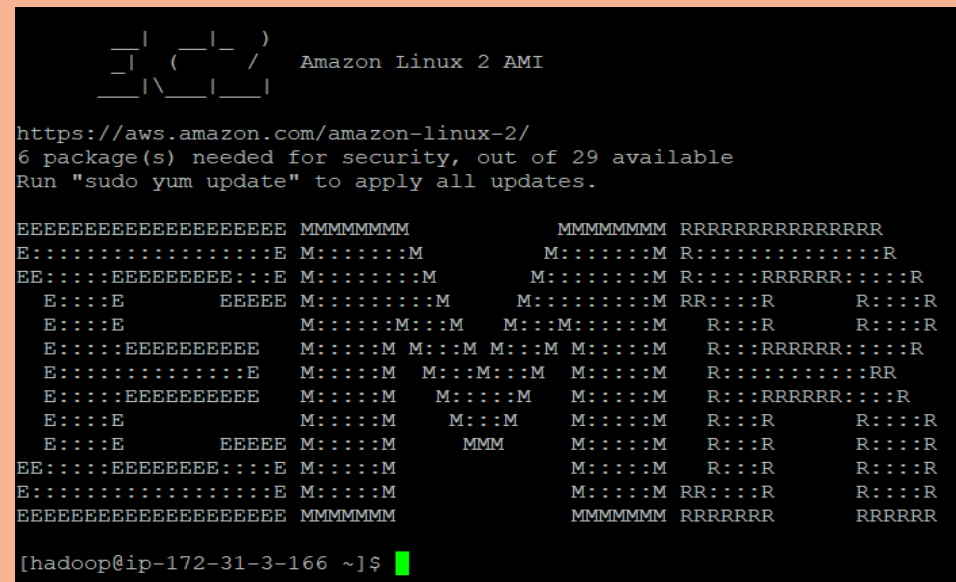 __|  __|_  )
_|  (     /   Amazon Linux 2 AMI
___|\___|___|
https://aws.amazon.com/amazon-linux-2/
6 package(s) needed for security, out of 29 available
Run "sudo yum update" to apply all updates.
EEEEEEEEEEEEEEEEEEEE MMMMMMMM           MMMMMMMM RRRRRRRRRRRRRRR
E::::::::::::::::::E M:::::::M         M:::::::M R::::::::::::::R
EE:::::EEEEEEEEE:::E M::::::::M       M::::::::M R:::::RRRRRR:::::R
  E::::E       EEEEE M:::::::::M     M:::::::::M RR::::R      R::::R
  E::::E             M::::::M:::M   M:::M::::::M   R:::R      R::::R
  E:::::EEEEEEEEEE   M:::::M M:::M M:::M M:::::M   R:::RRRRRR:::::R
  E::::::::::::::E   M:::::M  M:::M:::M  M:::::M   R:::::::::::RR
  E:::::EEEEEEEEEE   M:::::M   M:::::M   M:::::M   R:::RRRRRR::::R
  E::::E             M:::::M    M:::M    M:::::M   R:::R      R::::R
  E::::E       EEEEE M:::::M     MMM     M:::::M   R:::R      R::::R
EE:::::EEEEEEEE::::E M:::::M             M:::::M   R:::R      R::::R
E::::::::::::::::::E M:::::M             M:::::M RR::::R      R::::R
EEEEEEEEEEEEEEEEEEEE MMMMMMM             MMMMMMM RRRRRRR      RRRRRR
[hadoop@ip-172-31-3-166 ~]$